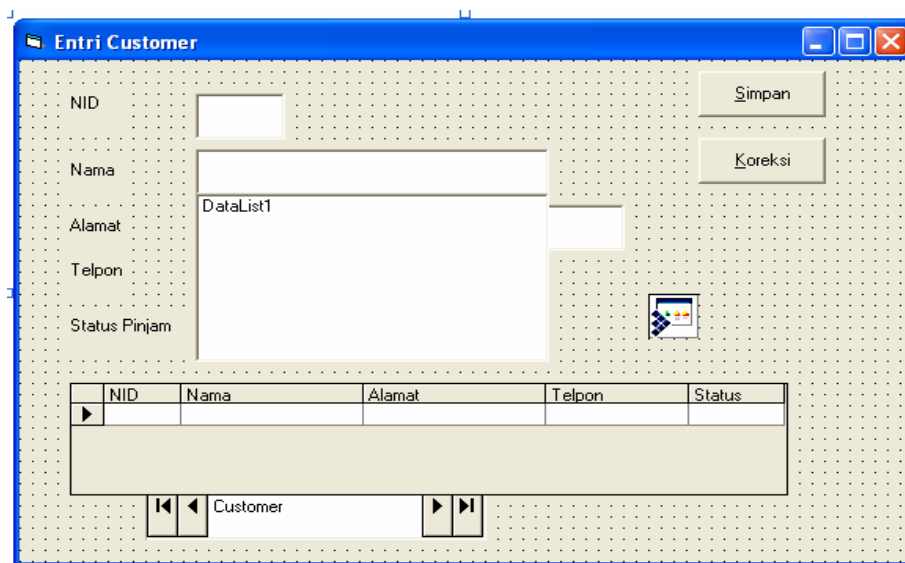 Entri Customer
NID
Simpan
Nama
Koreksi
DataList1
Alamat
Telpon
Status Pinjam
NID Nama Alamat Telpon Status
Customer